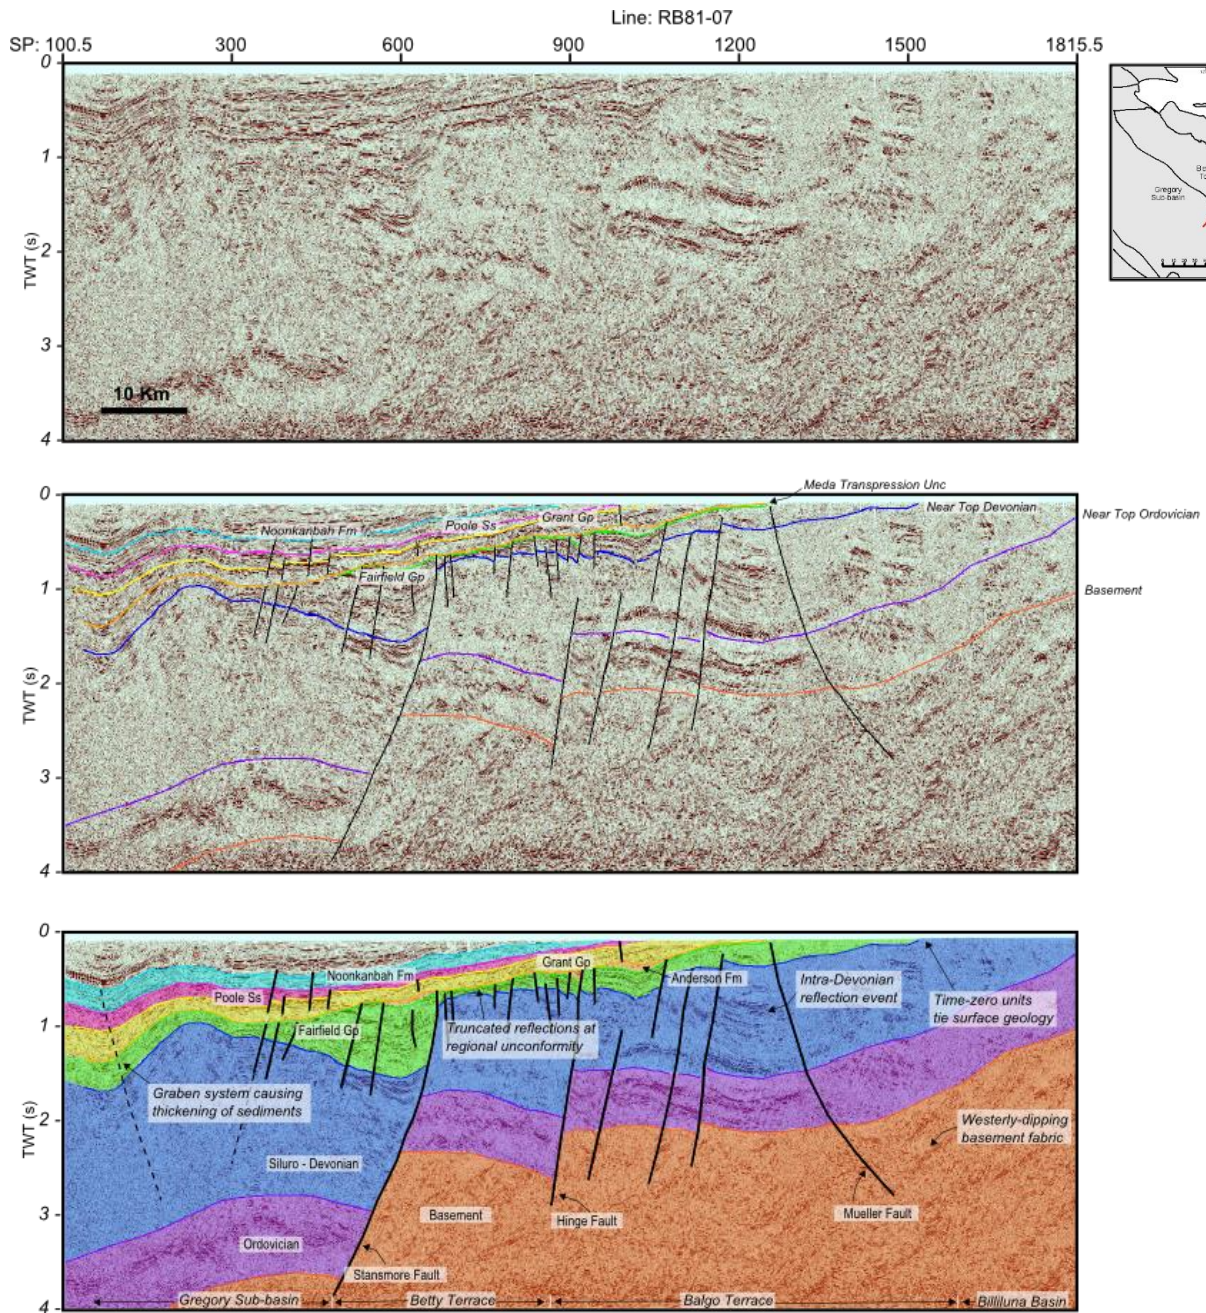 Line: RB81-07
SP: 100.5 300 600 900 1200 1500 1815.5
0
1
TWT (s)
2
3
10 Km
4
Gregory
Sub-basin
0
Meda Transpression Unc
Near Top Devonian
Near Top Ordovician
Noonkanbah Fm
Poole Ss
Grant Gp
Fairfield Gp
1
Basement
TWT (s)
2
3
4
0
Noonkanbah Fm
Grant Gp
Anderson Fm
Poole Ss
Intra-Devonian
reflection event
Time-zero units
tie surface geology
1
Fairfield Gp
Truncated reflections at
regional unconformity
Graben system causing
thickening of sediments
TWT (s)
2
Westerly-dipping
basement fabric
Siluro - Devonian
3
Basement
Hinge Fault
Mueller Fault
Ordovician
Stansmore Fault
4
Gregory Sub-basin Betty Terrace Balgo Terrace Billiluna Basin